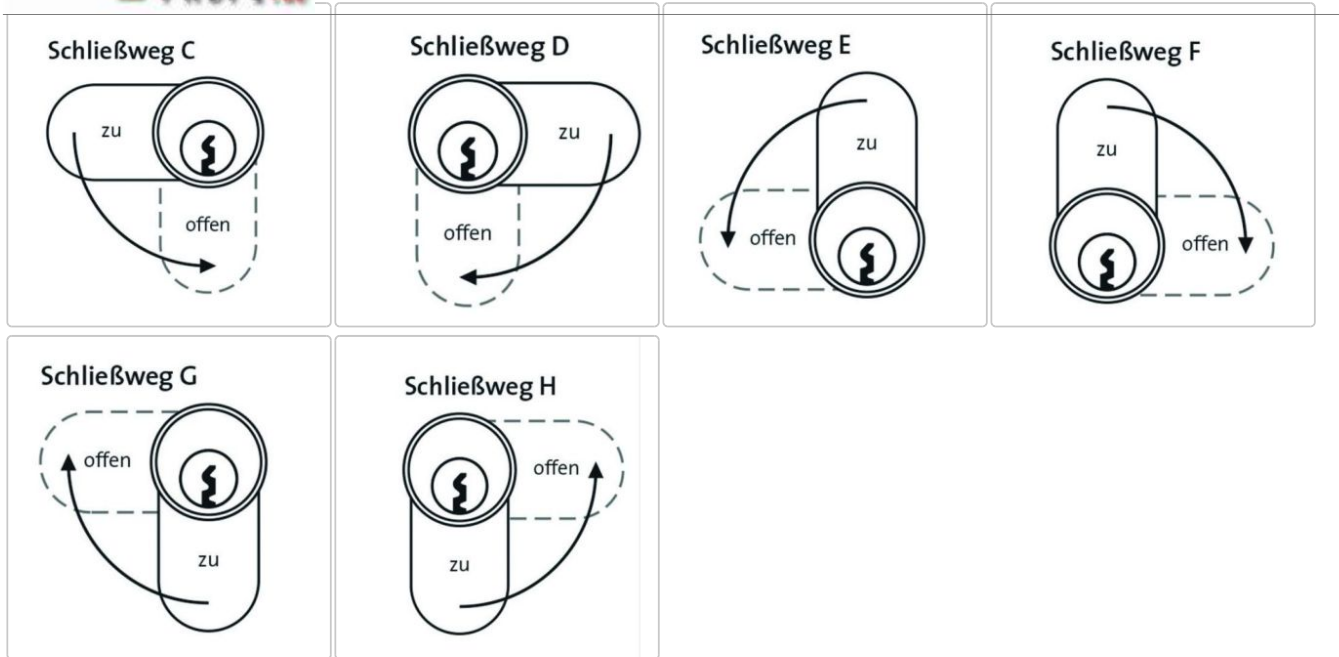 Schließweg C
zu
offen
Schließweg D
zu
offen
Schließweg E
zu
offen
Schließweg F
zu
offen
Schließweg G
offen
zu
Schließweg H
offen
zu